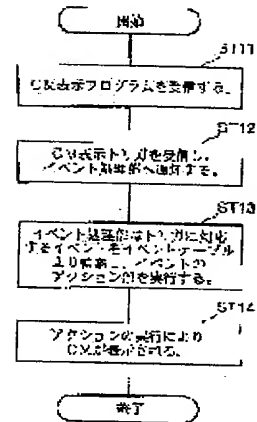 開始
ST11
CM表示プログラムを受信する。
ST12
CM表示トリガを受信し、
イベント処理部へ通知する。
ST13
イベント処理部はトリガに対応
するイベントをイベントテーブル
より検索し、イベントの
アクション部を実行する。
ST14
アクションの実行により
CMが表示される。
終了